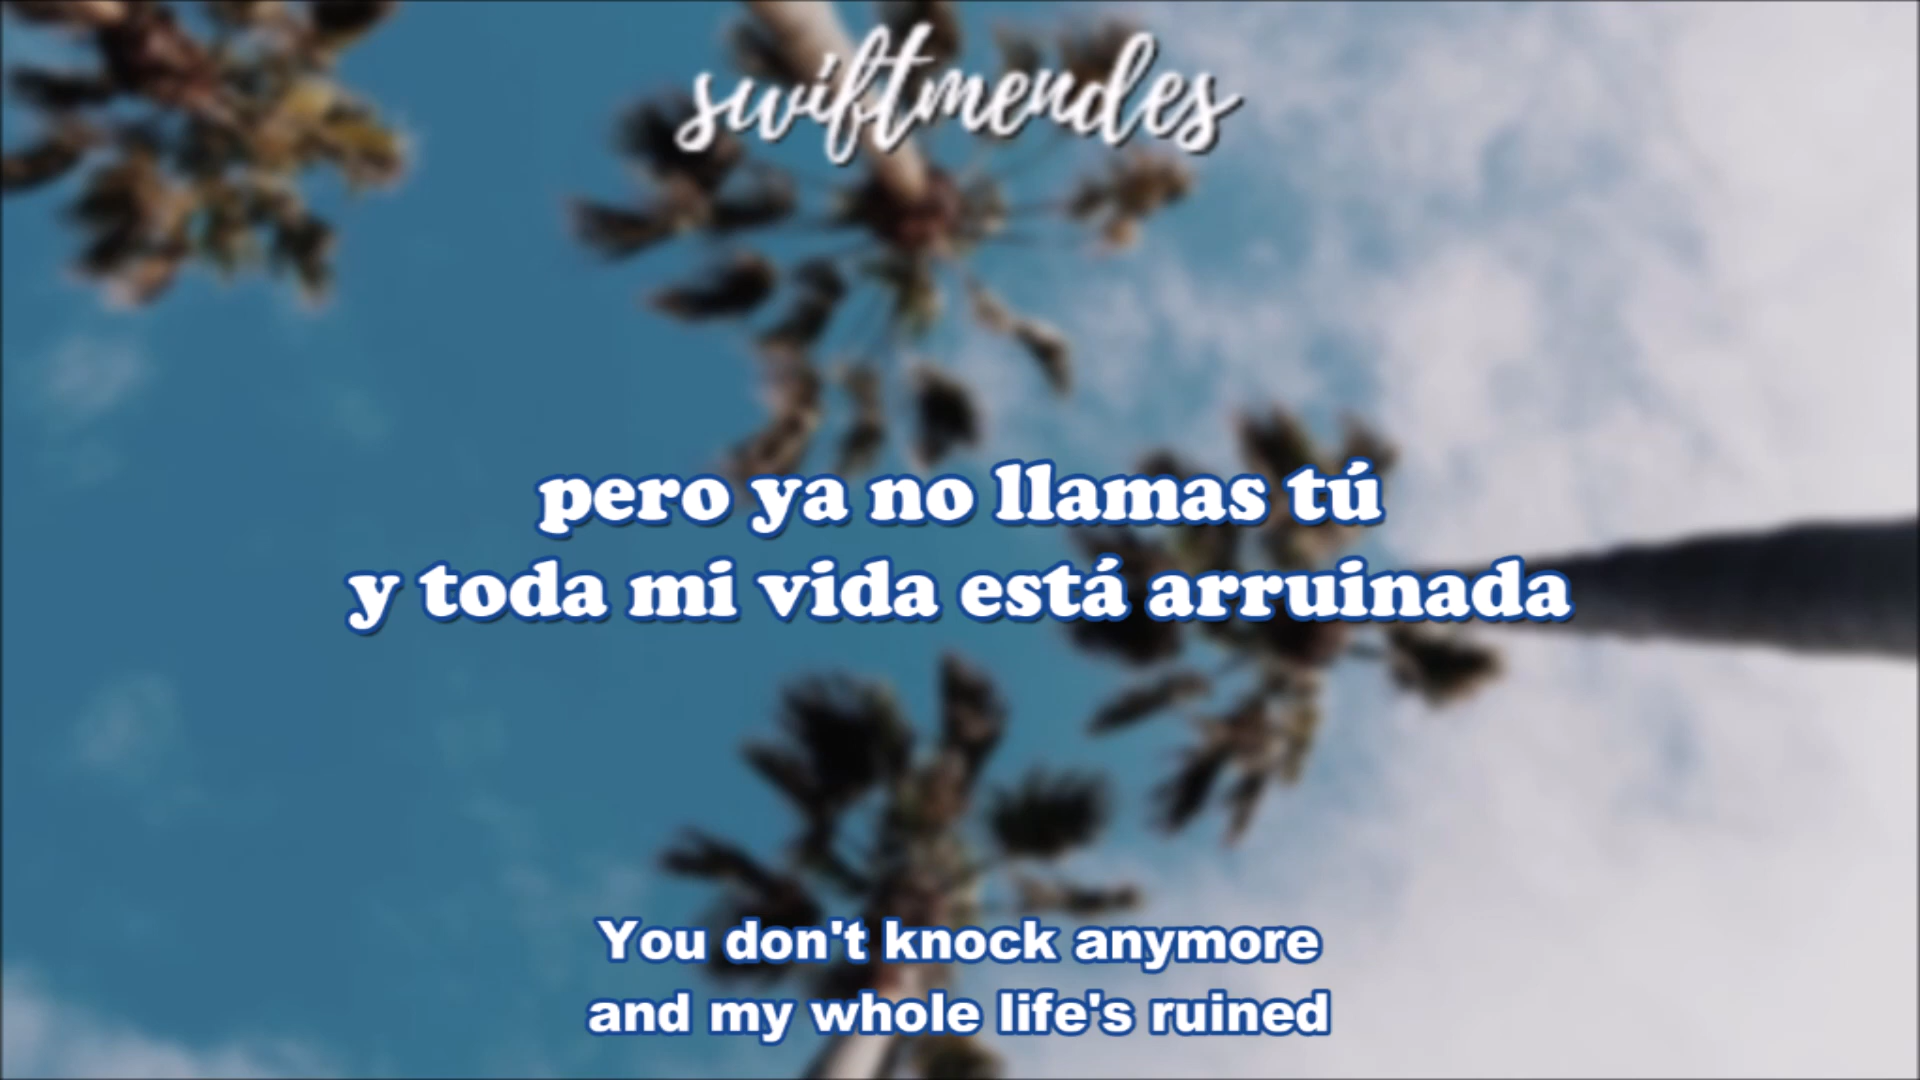 swiftmendes
pero ya no llamas tú
y toda mi vida está arruinada
You don't knock anymore
and my whole life's ruined